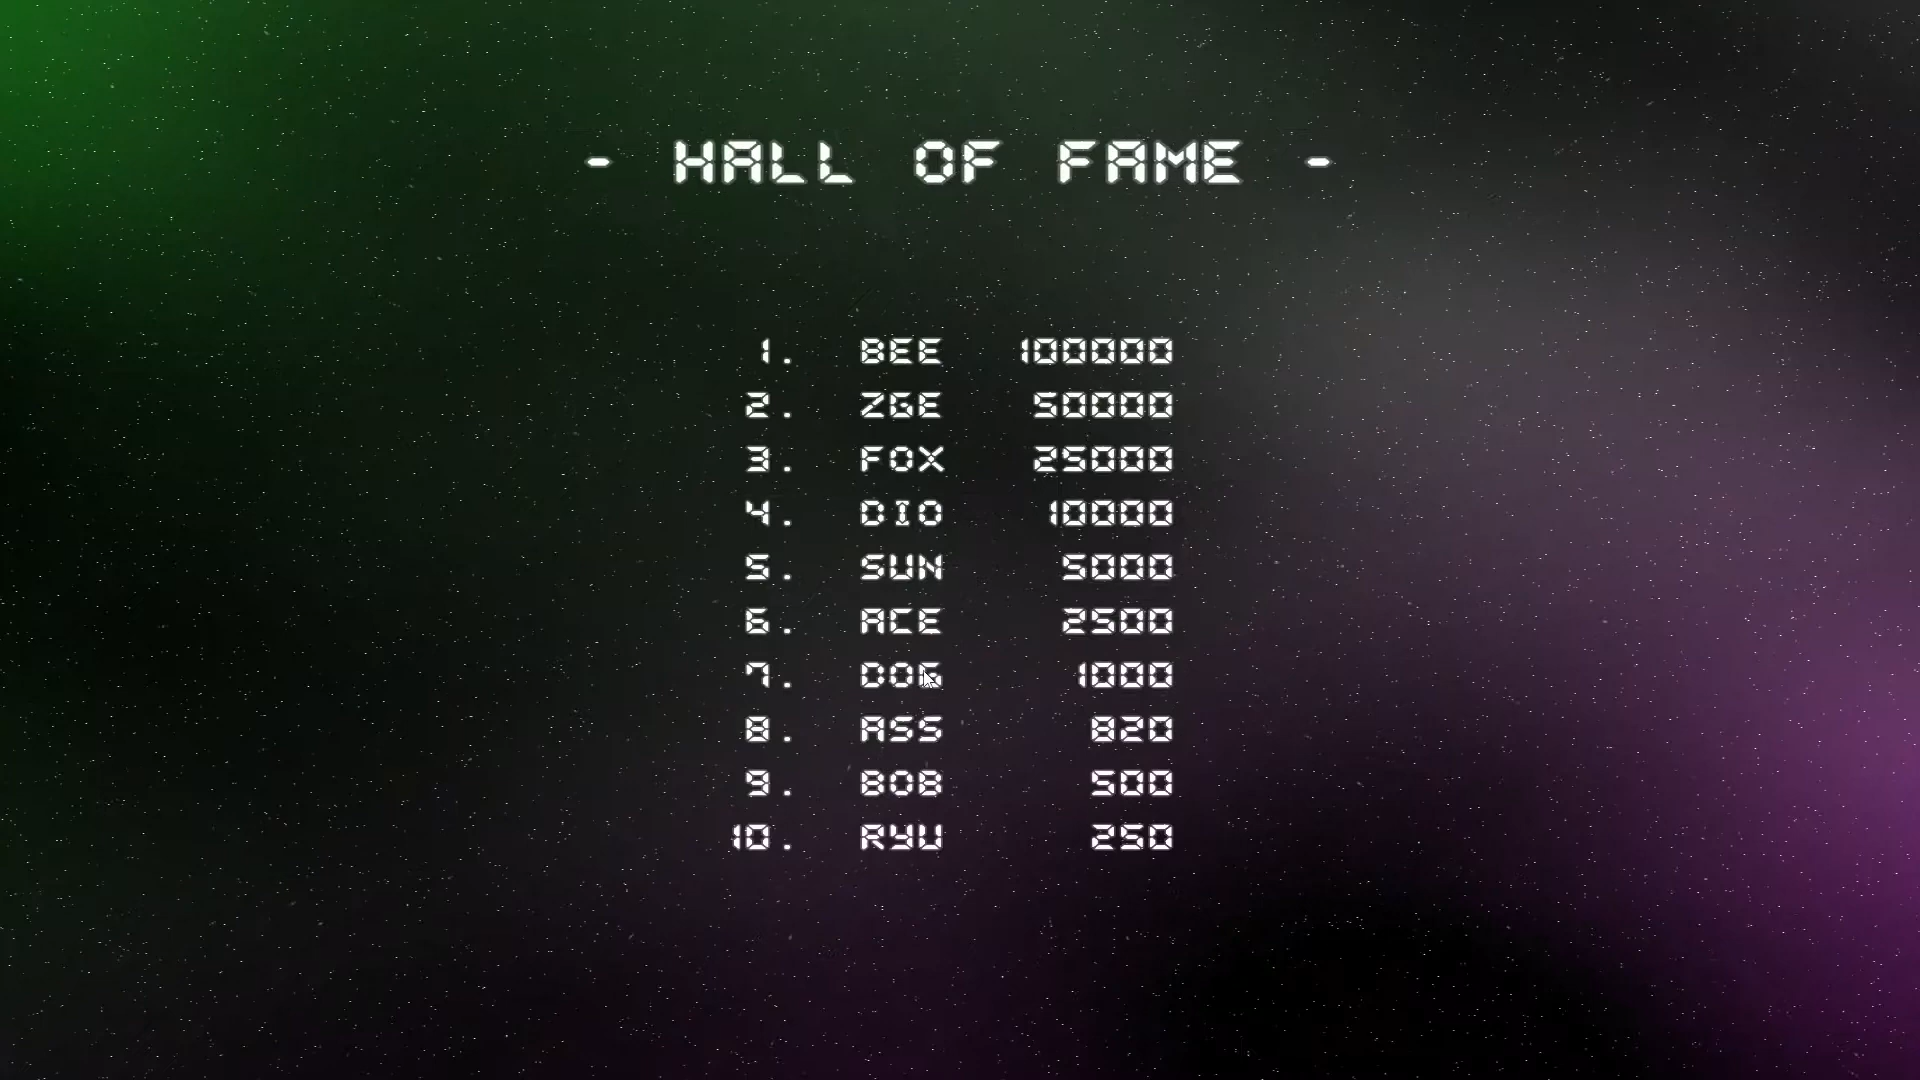 - HALL OF FAME -
1. BEE 100000
2. ZGE 50000
3. FOX 25000
4. DIO 10000
5. SUN 5000
6. ACE 2500
7. DOG 1000
8. ASS 820
9. BOB 500
10. RYU 250